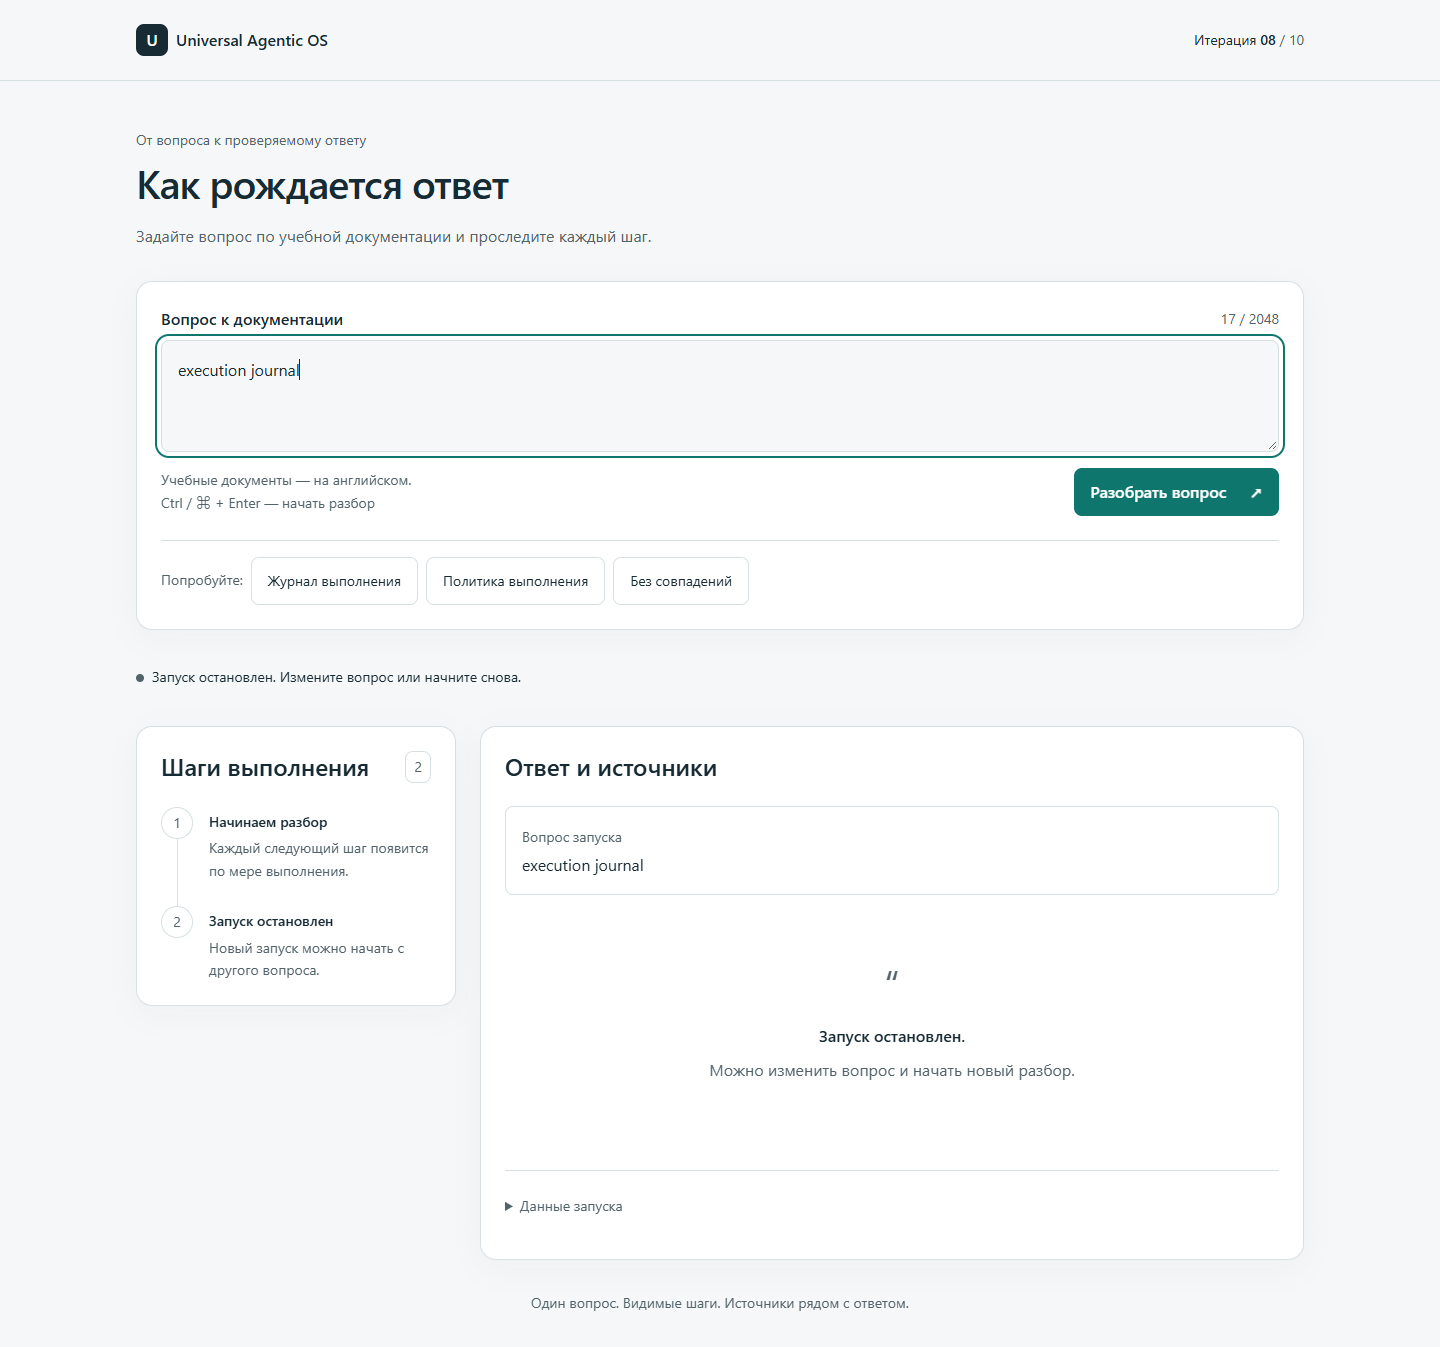 U Universal Agentic OS
Итерация 08 / 10
От вопроса к проверяемому ответу
Как рождается ответ
Задайте вопрос по учебной документации и проследите каждый шаг.
Вопрос к документации
17 / 2048
execution journal
Учебные документы — на английском.
Ctrl / ⌘ + Enter — начать разбор
Разобрать вопрос ↗
Попробуйте:
Журнал выполнения
Политика выполнения
Без совпадений
Запуск остановлен. Измените вопрос или начните снова.
Шаги выполнения
2
1
Начинаем разбор
Каждый следующий шаг появится
по мере выполнения.
2
Запуск остановлен
Новый запуск можно начать с
другого вопроса.
Ответ и источники
Вопрос запуска
execution journal
“
Запуск остановлен.
Можно изменить вопрос и начать новый разбор.
▶ Данные запуска
Один вопрос. Видимые шаги. Источники рядом с ответом.